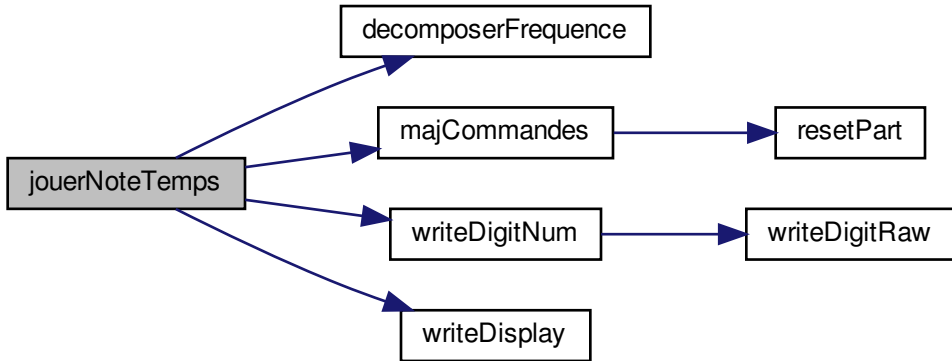 decomposerFrequence
majCommandes
resetPart
jouerNoteTemps
writeDigitNum
writeDigitRaw
writeDisplay